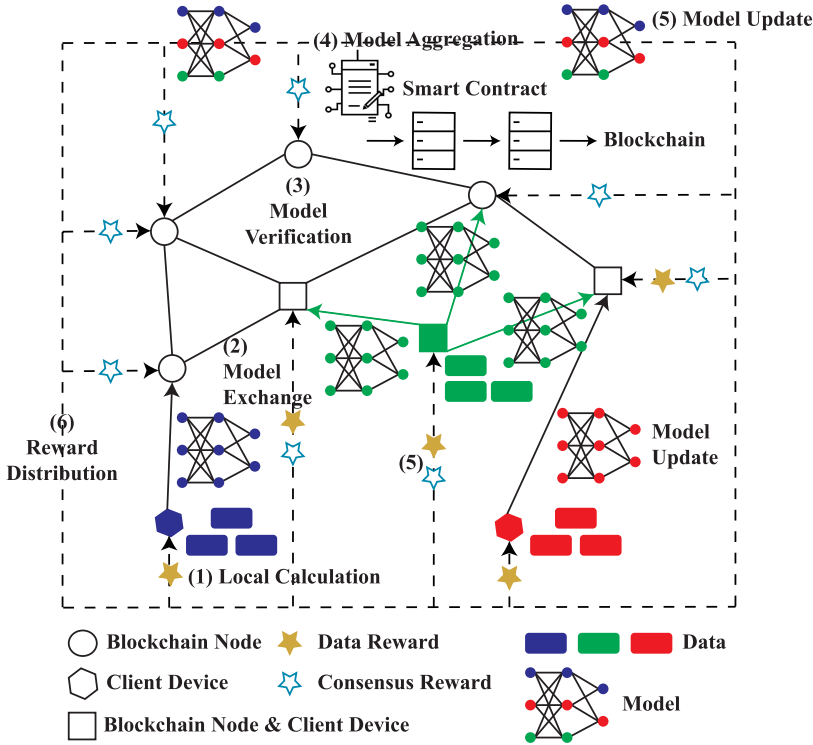 (5) Model Update
(4) Model Aggregation
Smart Contract
Blockchain
(3)
Model
Verification
(2)
Model
Exchange
(6)
Reward
Distribution
(5)
Model
Update
(1) Local Calculation
Blockchain Node
Data Reward
Data
Client Device
Consensus Reward
Model
Blockchain Node & Client Device